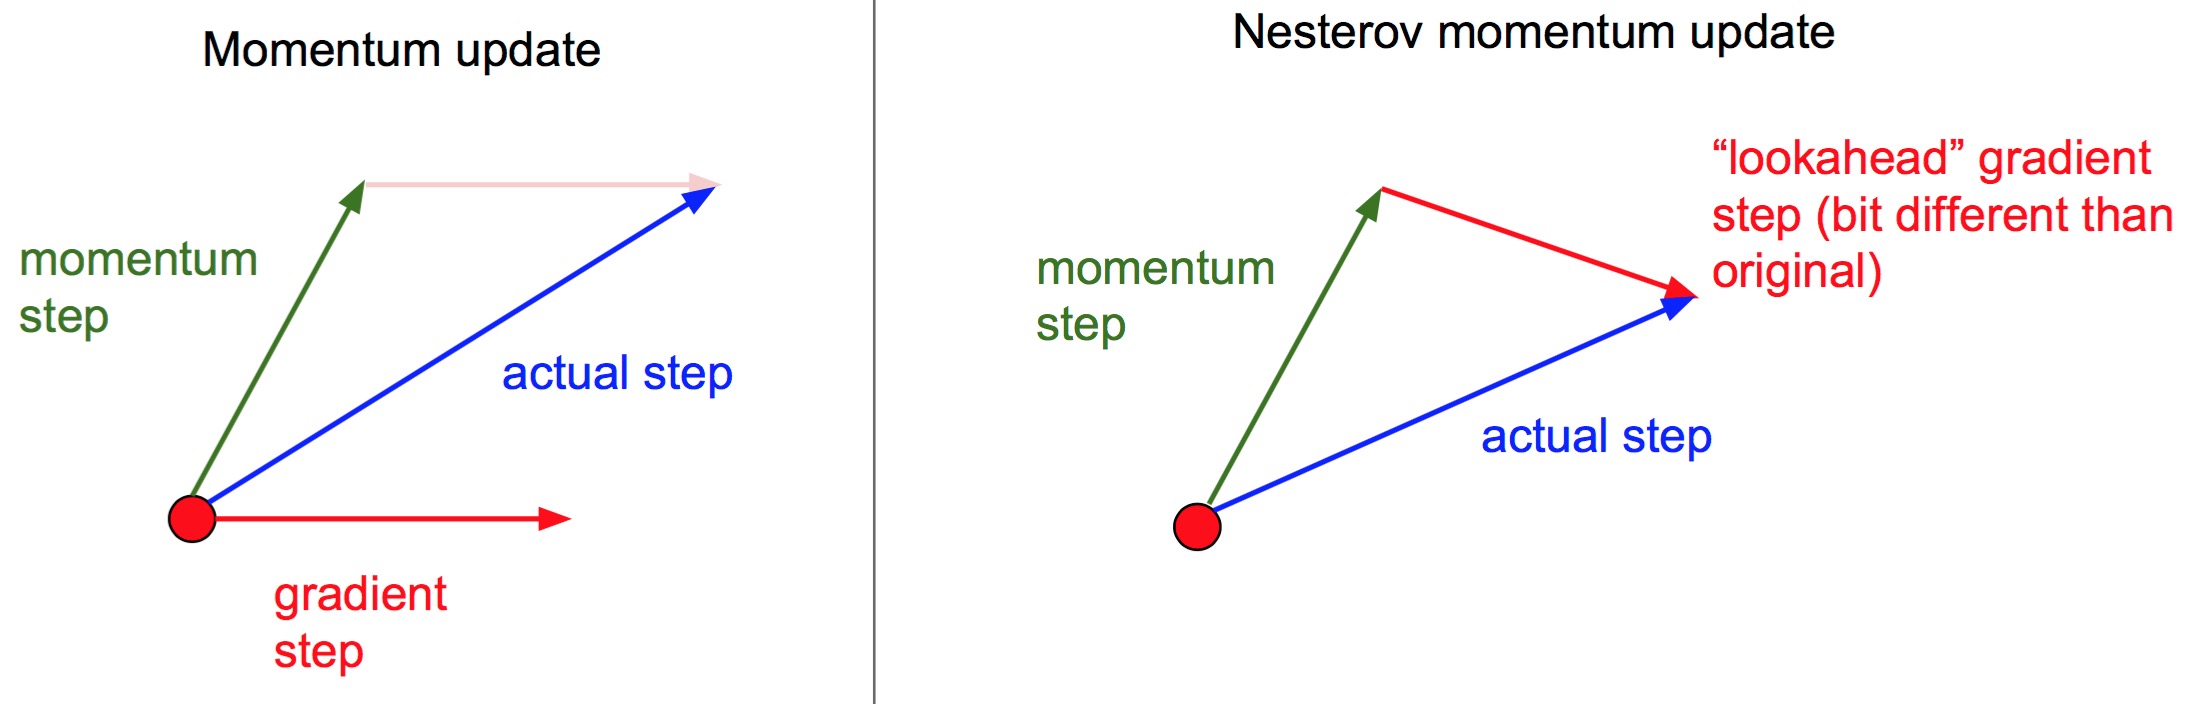 Momentum update
momentum
step
actual step
gradient
step
Nesterov momentum update
“lookahead” gradient
step (bit different than
original)
momentum
step
actual step